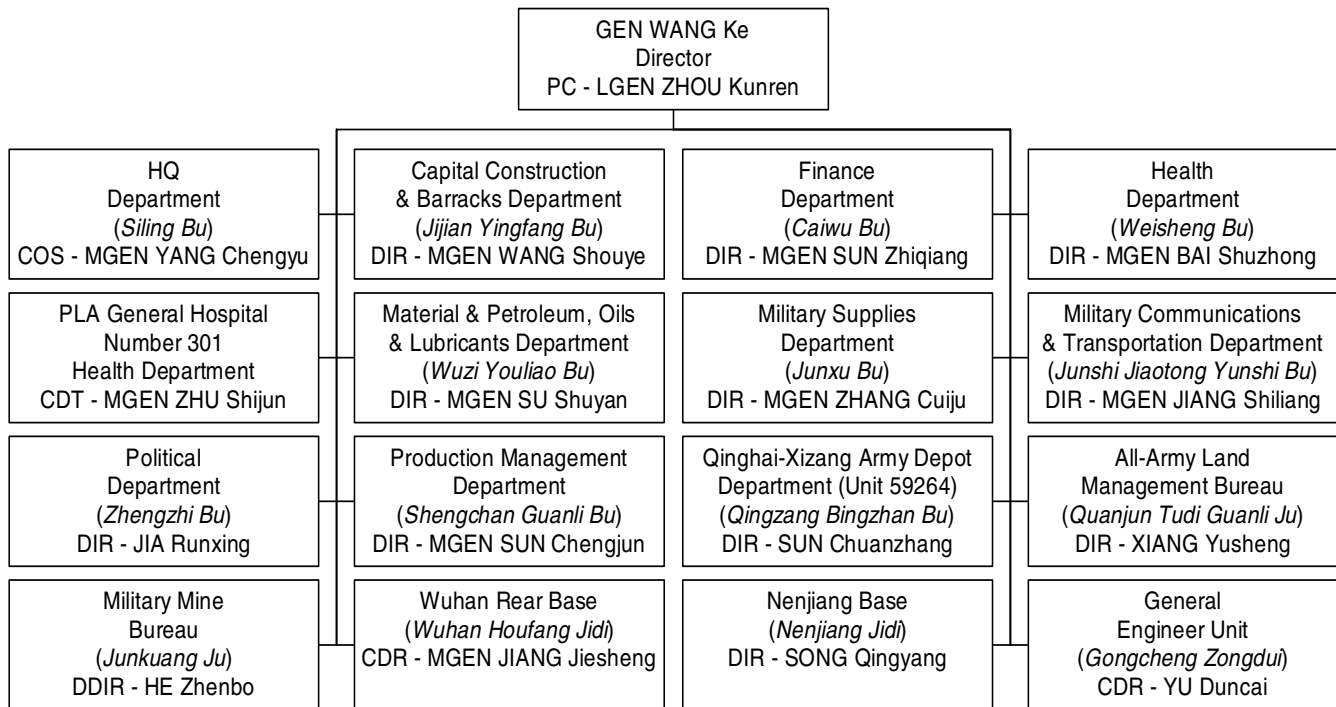 GEN WANG Ke
Director
PC - LGEN ZHOU Kunren
HQ
Department
(Siling Bu)
COS - MGEN YANG Chengyu
Capital Construction
& Barracks Department
(Jijian Yingfang Bu)
DIR - MGEN WANG Shouye
Finance
Department
(Caiwu Bu)
DIR - MGEN SUN Zhiqiang
Health
Department
(Weisheng Bu)
DIR - MGEN BAI Shuzhong
PLA General Hospital
Number 301
Health Department
CDT - MGEN ZHU Shijun
Material & Petroleum, Oils
& Lubricants Department
(Wuzi Youliao Bu)
DIR - MGEN SU Shuyan
Military Supplies
Department
(Junxu Bu)
DIR - MGEN ZHANG Cuiju
Military Communications
& Transportation Department
(Junshi Jiaotong Yunshi Bu)
DIR - MGEN JIANG Shiliang
Political
Department
(Zhengzhi Bu)
DIR - JIA Runxing
Production Management
Department
(Shengchan Guanli Bu)
DIR - MGEN SUN Chengjun
Qinghai-Xizang Army Depot
Department (Unit 59264)
(Qingzang Bingzhan Bu)
DIR - SUN Chuanzhang
All-Army Land
Management Bureau
(Quanjun Tudi Guanli Ju)
DIR - XIANG Yusheng
Military Mine
Bureau
(Junkuang Ju)
DDIR - HE Zhenbo
Wuhan Rear Base
(Wuhan Houfang Jidi)
CDR - MGEN JIANG Jiesheng
Nenjiang Base
(Nenjiang Jidi)
DIR - SONG Qingyang
General
Engineer Unit
(Gongcheng Zongdui)
CDR - YU Duncai